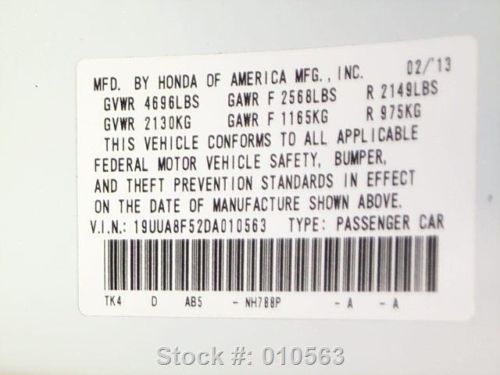 MFD. BY HONDA OF AMERICA MFG., INC. 02/'13
GVWR 4696LBS GAWR F 2568LBS R 2149LBS
GVWR 2130KG GAWR F 1165KG R 975KG
THIS VEHICLE CONFORMS TO ALL APPLICABLE
FEDERAL MOTOR VEHICLE SAFETY, BUMPER,
AND THEFT PREVENTION STANDARDS IN EFFECT
ON THE DATE OF MANUFACTURE SHOWN ABOVE.
V.I.N.: 19UUA8F52DA010563 TYPE: PASSENGER CAR
TK4 D AB5 - NH788P - A - A
Stock #: 010563